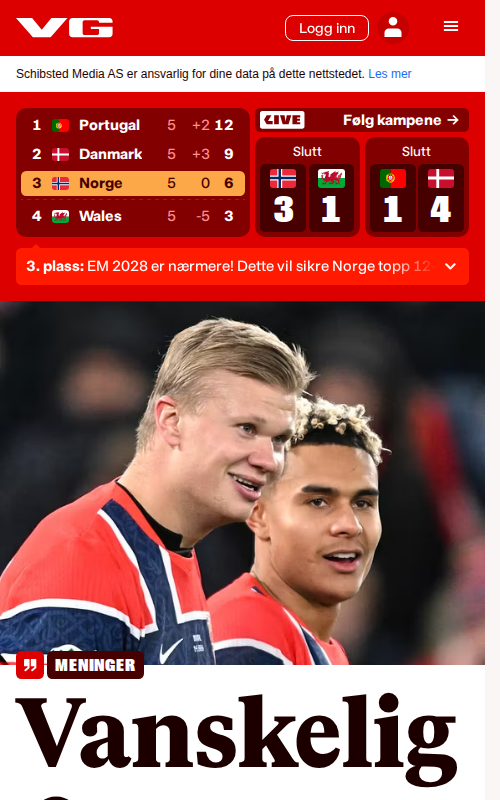 VG
Logg inn
Schibsted Media AS er ansvarlig for dine data på dette nettstedet. Les mer
1 Portugal 5 +2 12
2 Danmark 5 +3 9
3 Norge 5 0 6
4 Wales 5 -5 3
LIVE Følg kampene →
Slutt
3 1
Slutt
1 4
3. plass: EM 2028 er nærmere! Dette vil sikre Norge topp 12
MENINGER
Vanskelig